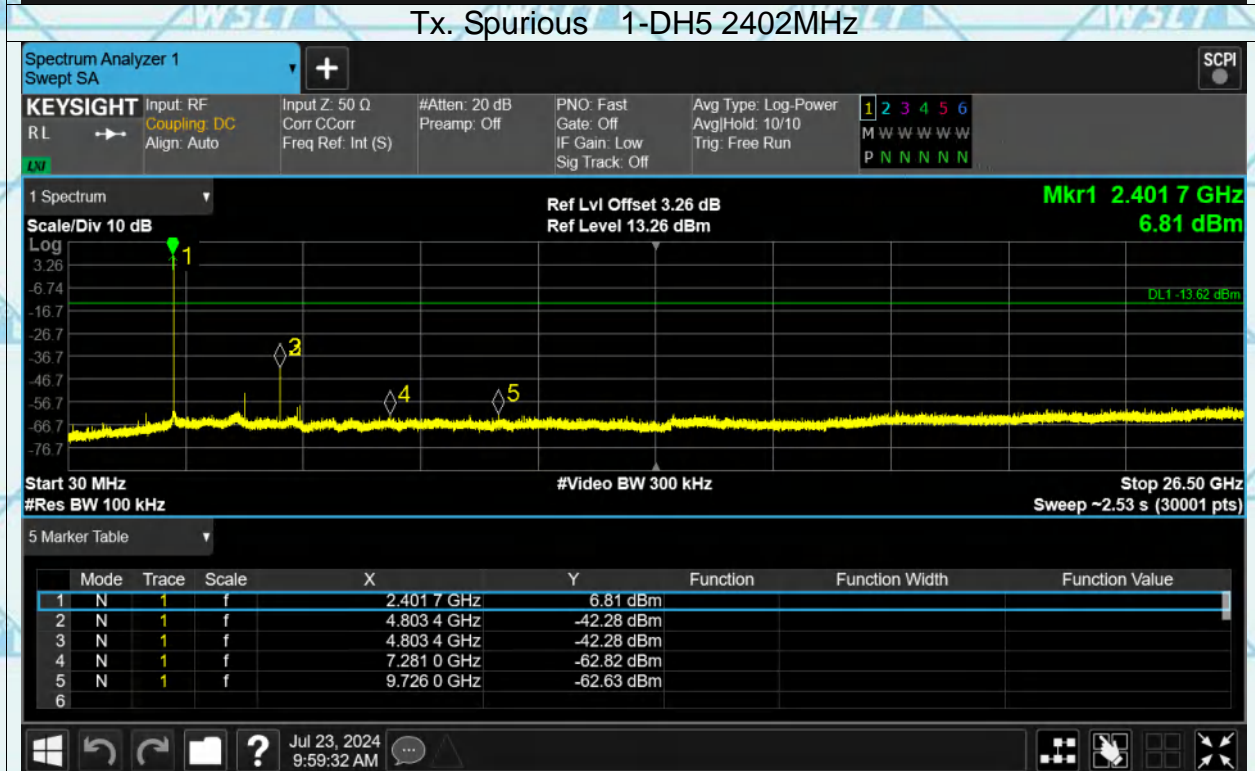 Tx. Spurious 1-DH5 2402MHz
Spectrum Analyzer 1
Swept SA
+
SCPI
KEYSIGHT Input: RF Input Z: 50 Ω #Atten: 20 dB PNO: Fast Avg Type: Log-Power 1 2 3 4 5 6
RL Coupling: DC Corr CCorr Preamp: Off Gate: Off Avg|Hold: 10/10 M W W W W W
Align: Auto Freq Ref: Int (S) IF Gain: Low Trig: Free Run
LXI Sig Track: Off P N N N N N
1 Spectrum Ref Lvl Offset 3.26 dB Mkr1 2.401 7 GHz
Scale/Div 10 dB Ref Level 13.26 dBm 6.81 dBm
Log
1
3.26
-6.74
DL1 -13.62 dBm
-16.7
-26.7
3
-36.7
-46.7
4 5
-56.7
-66.7
-76.7
Start 30 MHz #Video BW 300 kHz Stop 26.50 GHz
#Res BW 100 kHz Sweep ~2.53 s (30001 pts)
5 Marker Table
Mode Trace Scale X Y Function Function Width Function Value
1 N 1 f 2.401 7 GHz 6.81 dBm
2 N 1 f 4.803 4 GHz -42.28 dBm
3 N 1 f 4.803 4 GHz -42.28 dBm
4 N 1 f 7.281 0 GHz -62.82 dBm
5 N 1 f 9.726 0 GHz -62.63 dBm
6
? Jul 23, 2024
9:59:32 AM